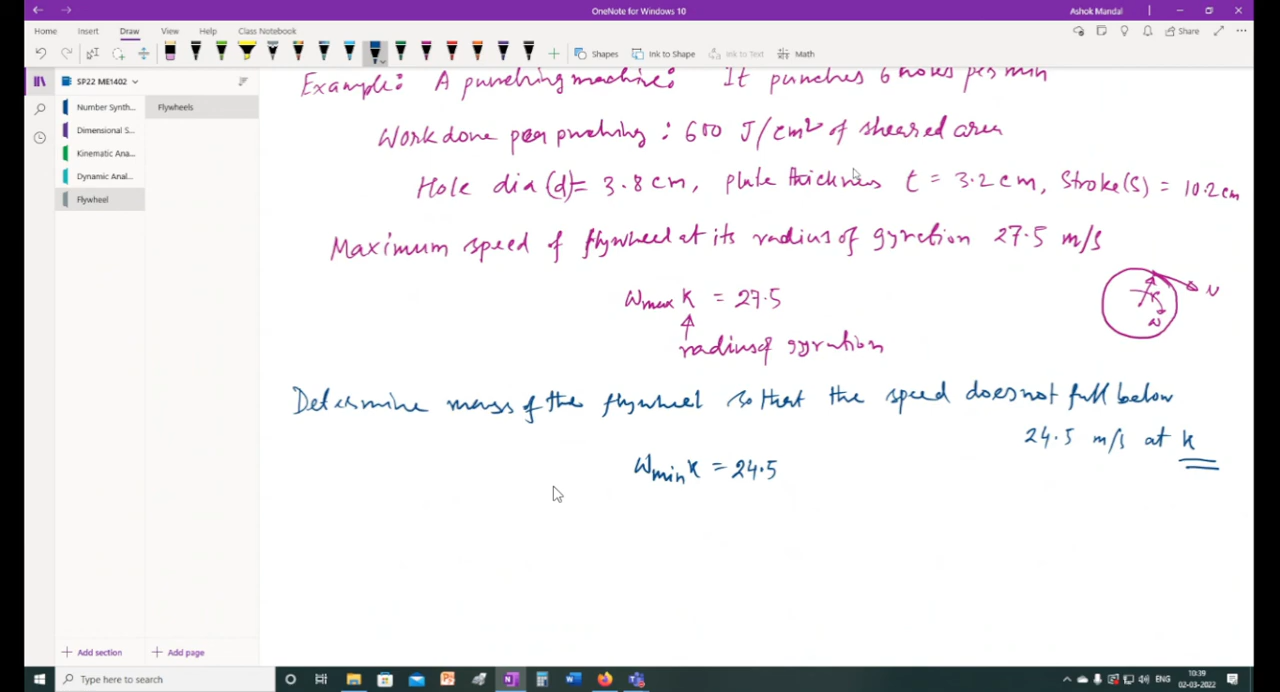 OneNote for Windows 10
Ashok Mandal
Home Insert Draw View Help Class Notebook
Share
Shapes Ink to Shape Ink to Text Math
SP22 ME1402
Number Synth...
Dimensional S...
Kinematic Ana...
Dynamic Anal...
Flywheel
Flywheels
Example: A punching machine: It punches 6 holes per min
Work done per punching: 600 J/cm² of sheared area
Hole dia (d) = 3.8 cm, plate thickness t = 3.2 cm, Stroke(S) = 10.2 cm
Maximum speed of flywheel at its radius of gyration 27.5 m/s
ωmax k = 27.5
radius of gyration
Determine mass of the flywheel so that the speed does not fall below
24.5 m/s at k
ωmin k = 24.5
+ Add section + Add page
Type here to search
ENG
10:39
02-03-2022